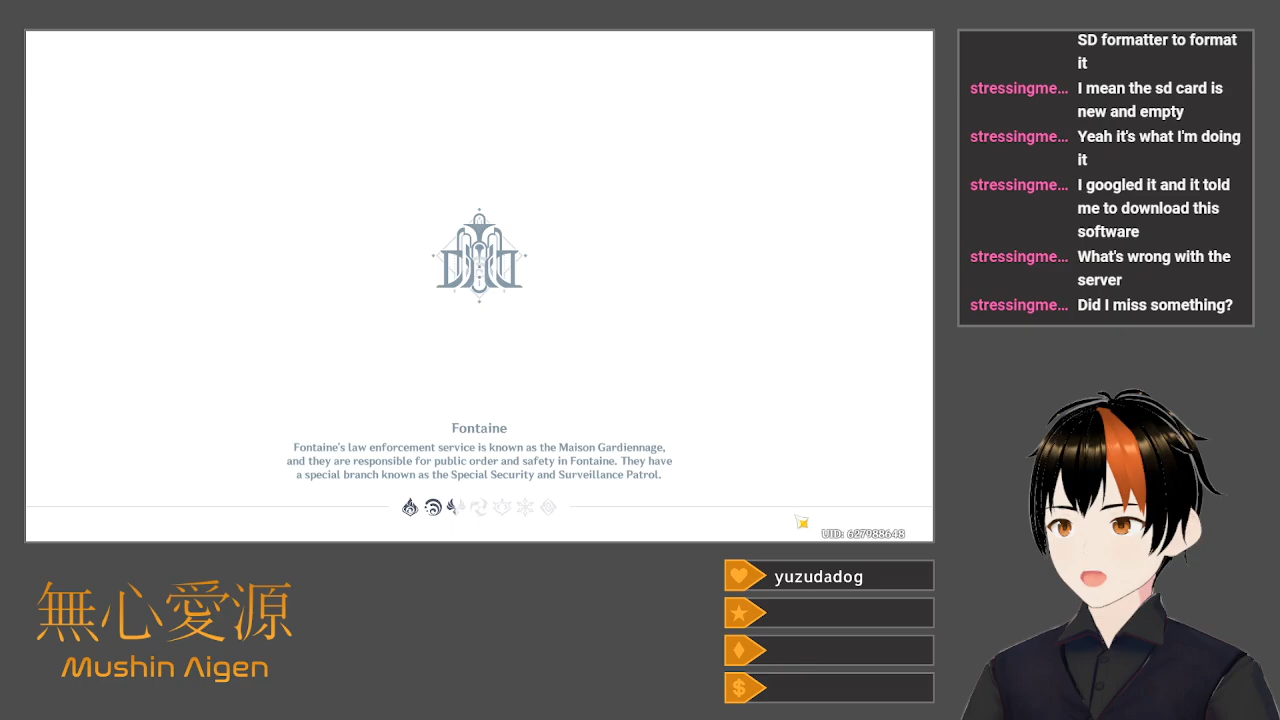 SD formatter to format
it
stressingme... I mean the sd card is
new and empty
stressingme... Yeah it's what I'm doing
it
stressingme... I googled it and it told
me to download this
software
stressingme... What's wrong with the
server
stressingme... Did I miss something?
Fontaine
Fontaine's law enforcement service is known as the Maison Gardiennage,
and they are responsible for public order and safety in Fontaine. They have
a special branch known as the Special Security and Surveillance Patrol.
UID: 627988648
yuzudadog
無心愛源
Mushin Aigen